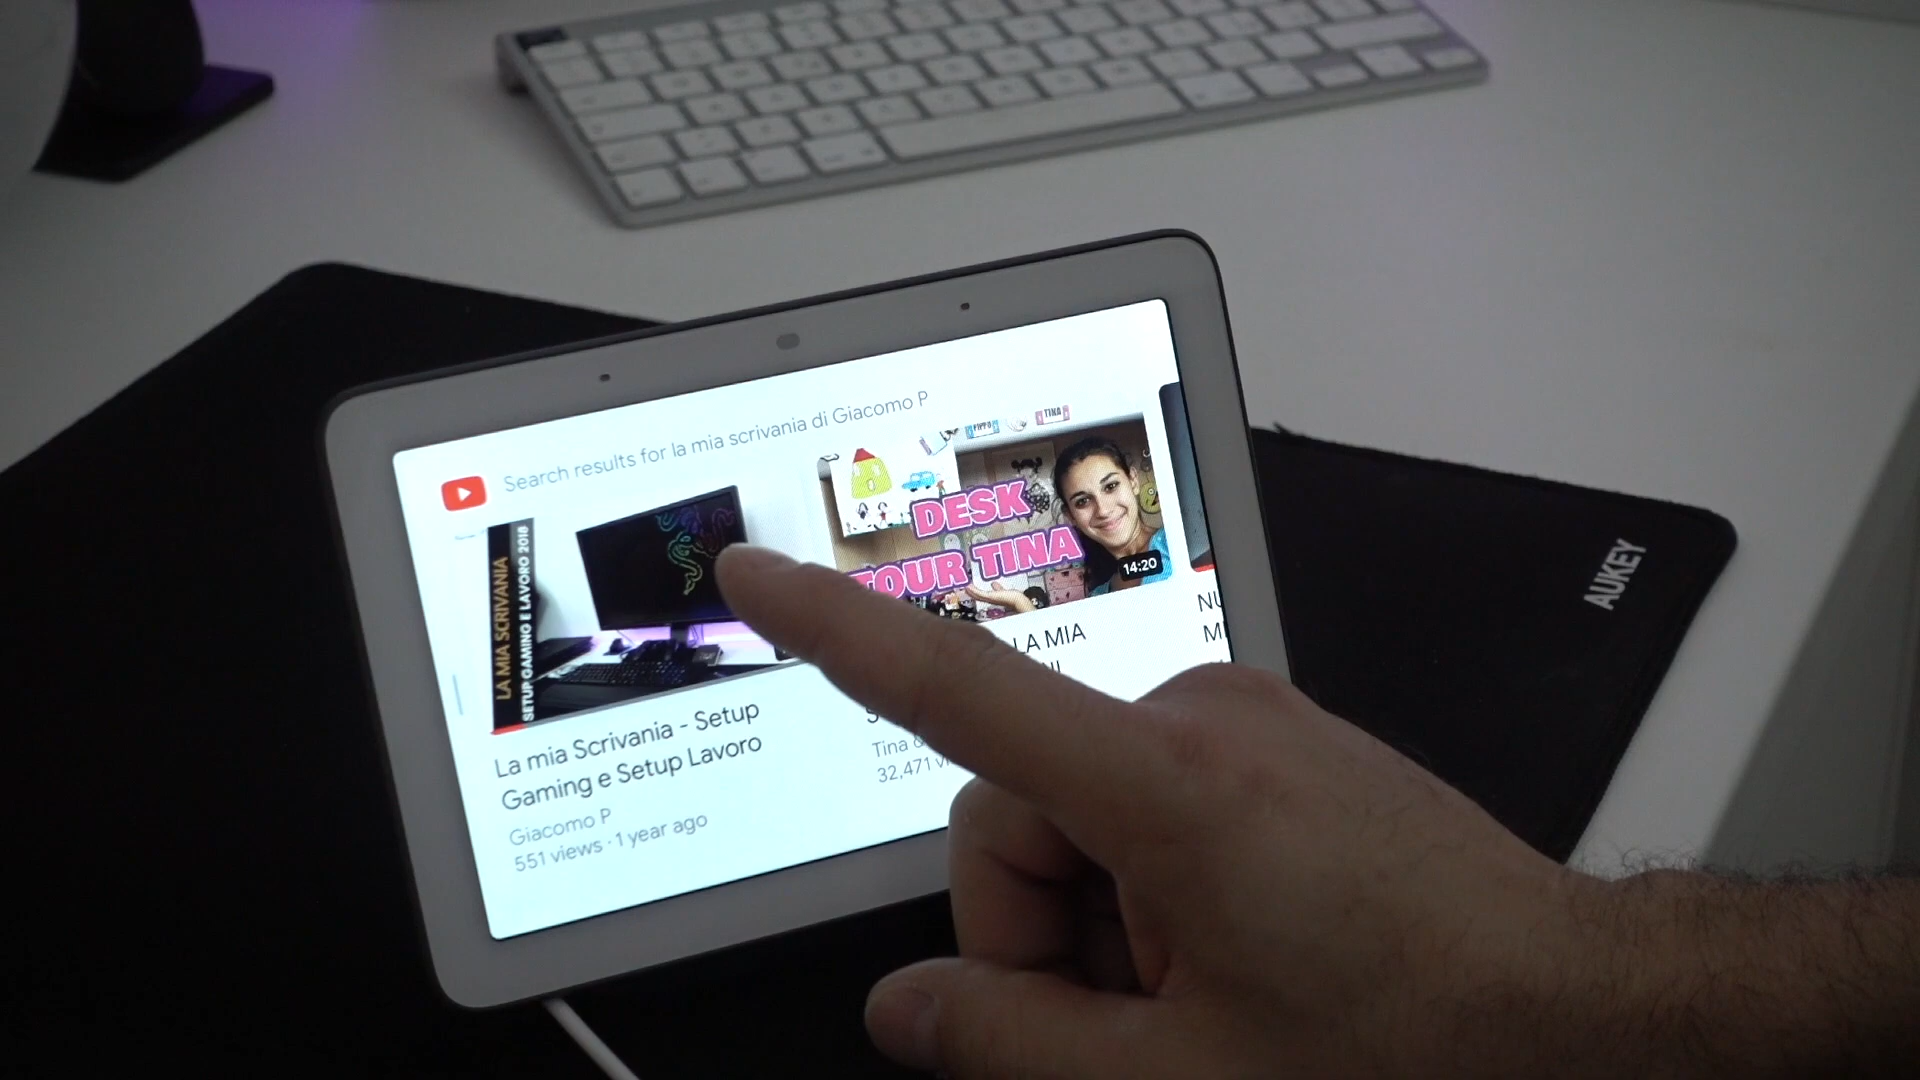 Search results for la mia scrivania di Giacomo P
LA MIA SCRIVANIA
SETUP GAMING E LAVORO 2018
La mia Scrivania - Setup
Gaming e Setup Lavoro
Giacomo P
551 views · 1 year ago
PIPPO
TINA
DESK
TOUR TINA
14:20
LA MIA
Tina &
32,471
AUKEY